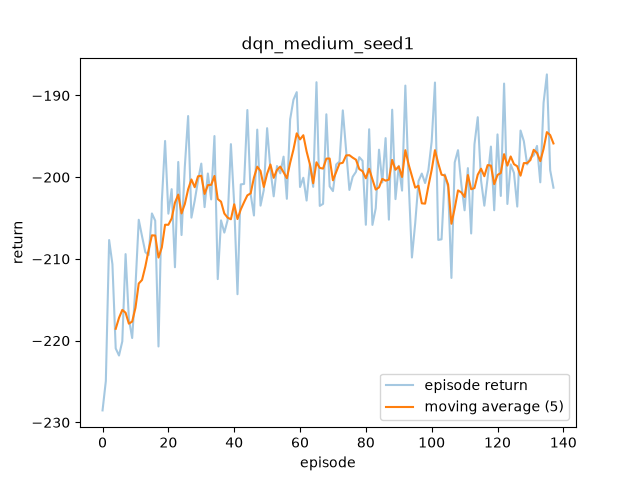 dqn_medium_seed1
return
−190
−200
−210
−220
−230
0
20
40
60
80
100
120
140
episode
episode return
moving average (5)